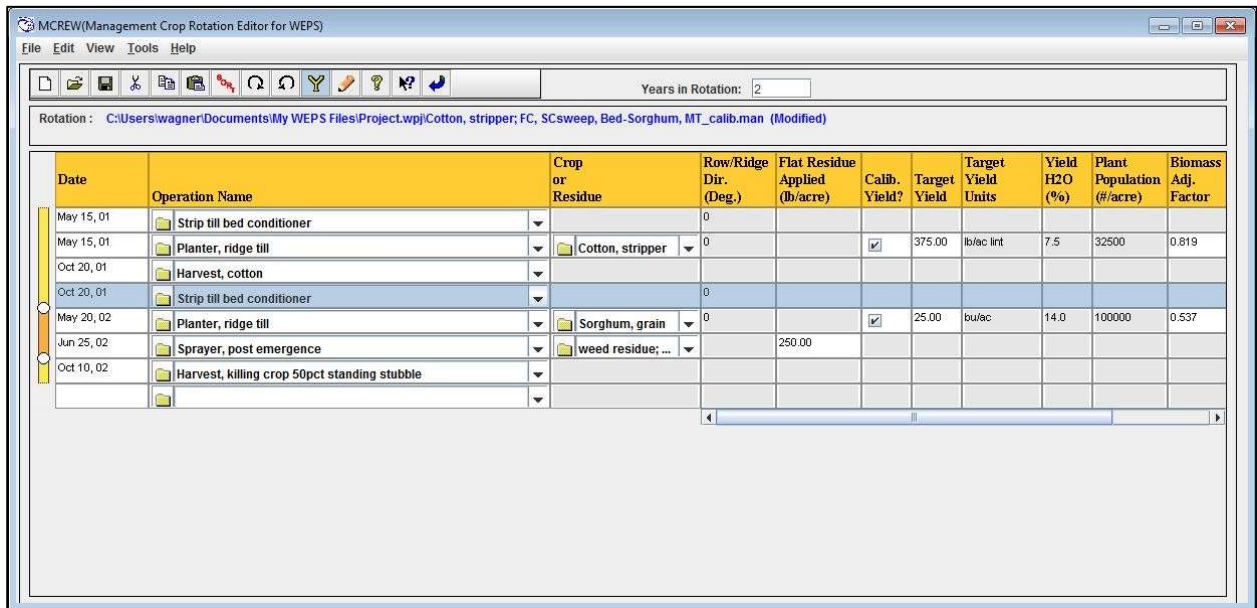 MCREW(Management Crop Rotation Editor for WEPS)
File Edit View Tools Help
Years in Rotation: 2
Rotation : C:\Users\wagner\Documents\My WEPS Files\Project.wpj\Cotton, stripper; FC, SCsweep, Bed-Sorghum, MT_calib.man (Modified)
Date Operation Name Crop or Residue Row/Ridge Dir. (Deg.) Flat Residue Applied (lb/acre) Calib. Yield? Target Yield Target Yield Units Yield H2O (%) Plant Population (#/acre) Biomass Adj. Factor
May 15, 01 Strip till bed conditioner 0
May 15, 01 Planter, ridge till Cotton, stripper 0 375.00 lb/ac lint 7.5 32500 0.819
Oct 20, 01 Harvest, cotton
Oct 20, 01 Strip till bed conditioner 0
May 20, 02 Planter, ridge till Sorghum, grain 0 25.00 bu/ac 14.0 100000 0.537
Jun 25, 02 Sprayer, post emergence weed residue; ... 250.00
Oct 10, 02 Harvest, killing crop 50pct standing stubble